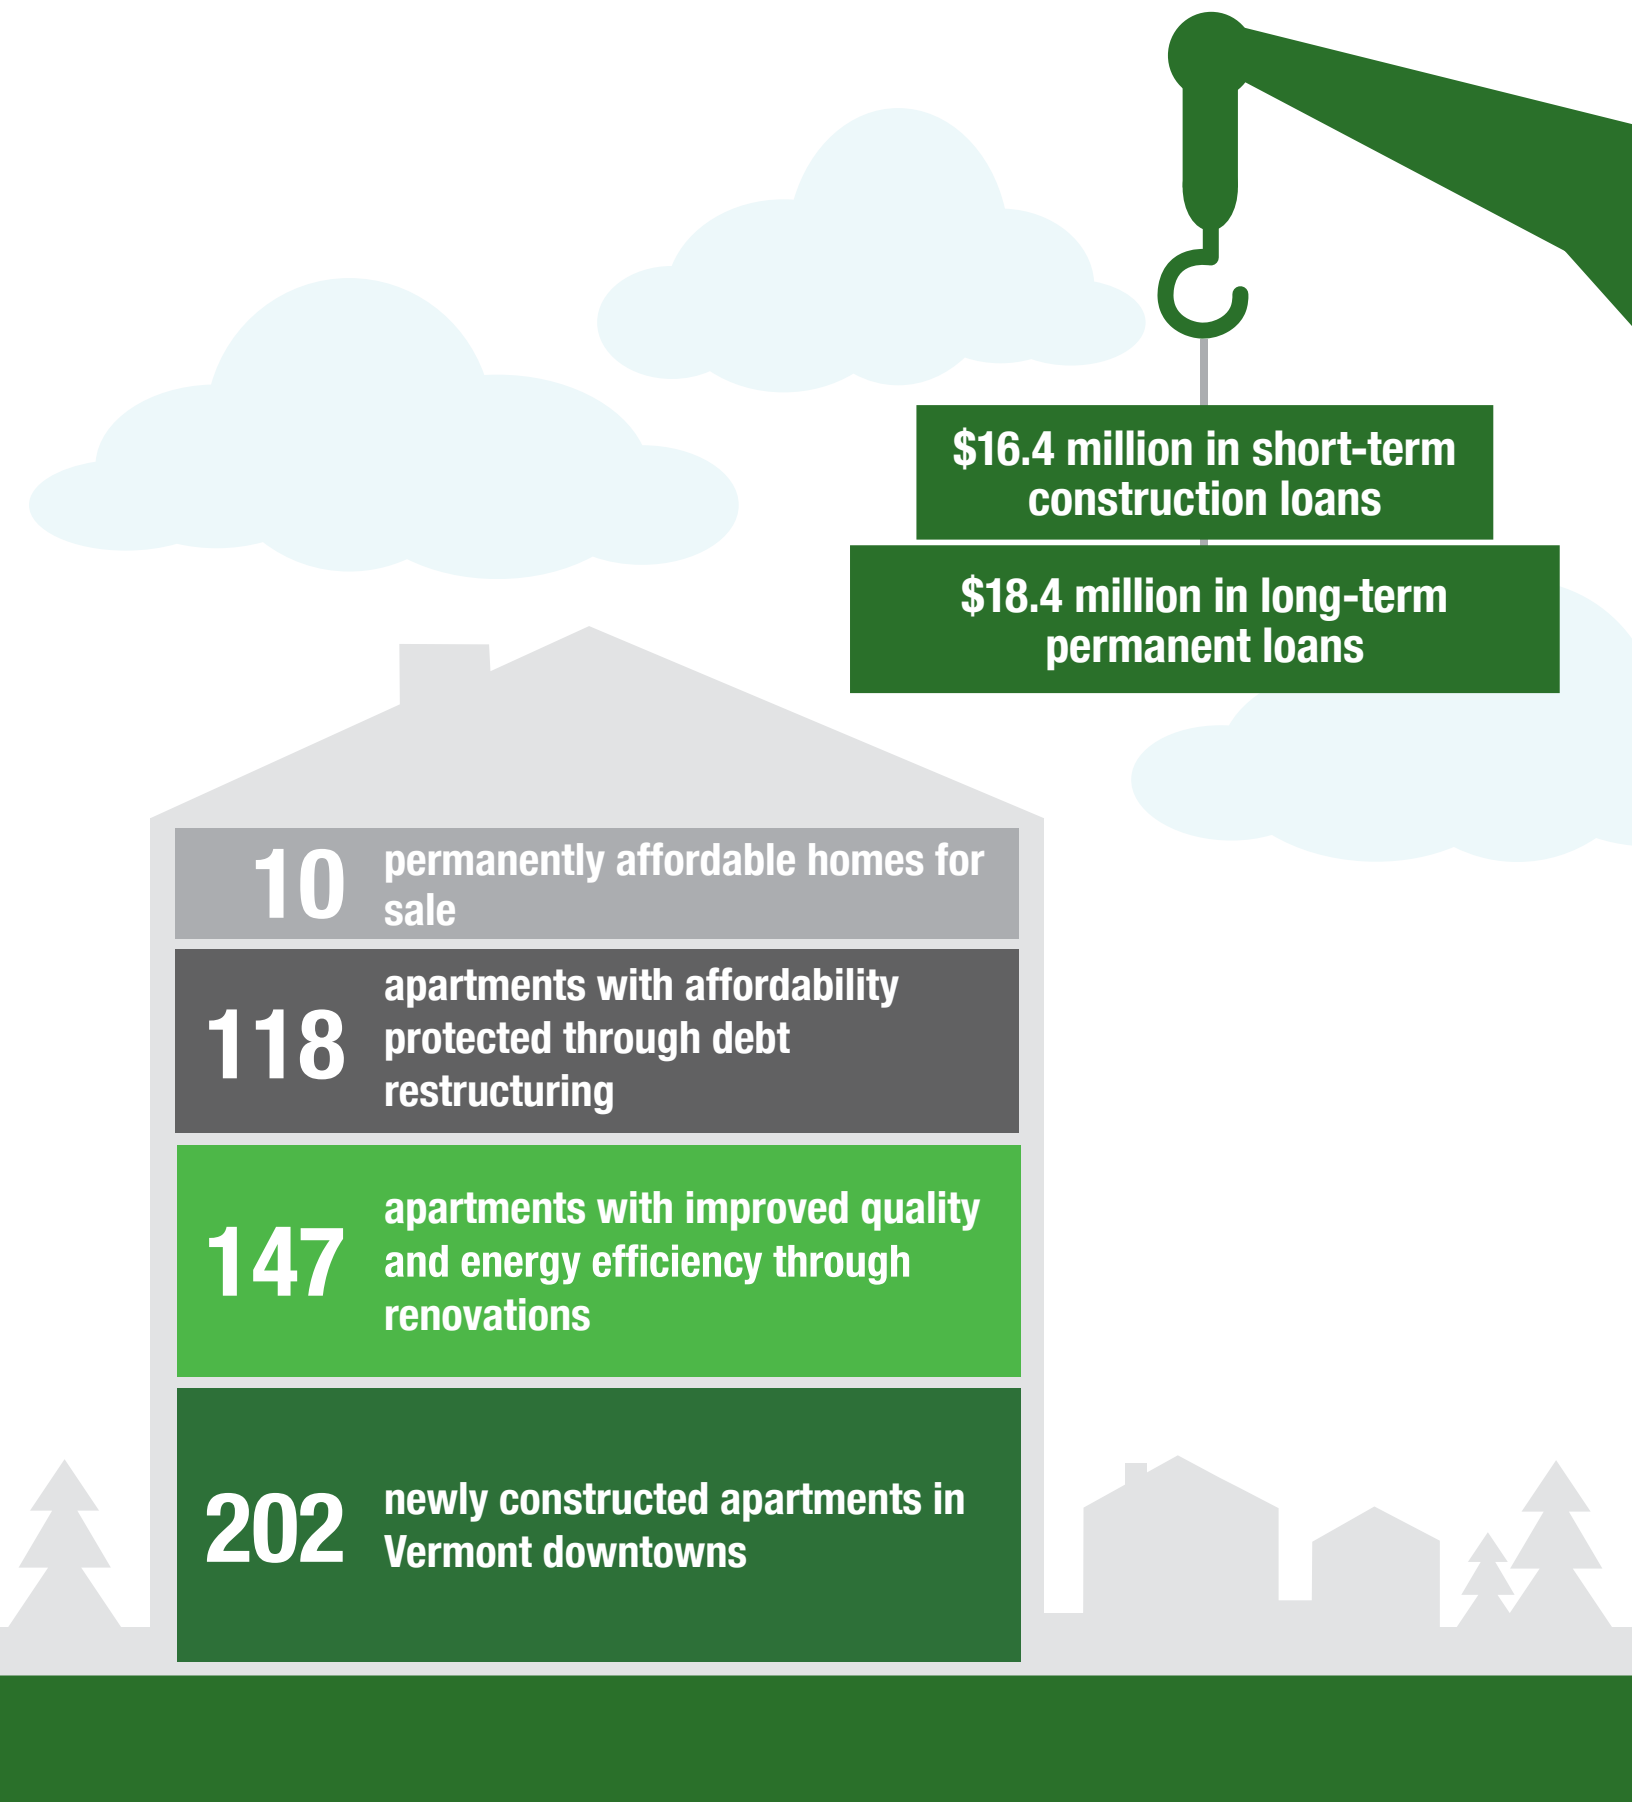 $16.4 million in short-term
construction loans
$18.4 million in long-term
permanent loans
10
permanently affordable homes for
sale
118
apartments with affordability
protected through debt
restructuring
147
apartments with improved quality
and energy efficiency through
renovations
202
newly constructed apartments in
Vermont downtowns